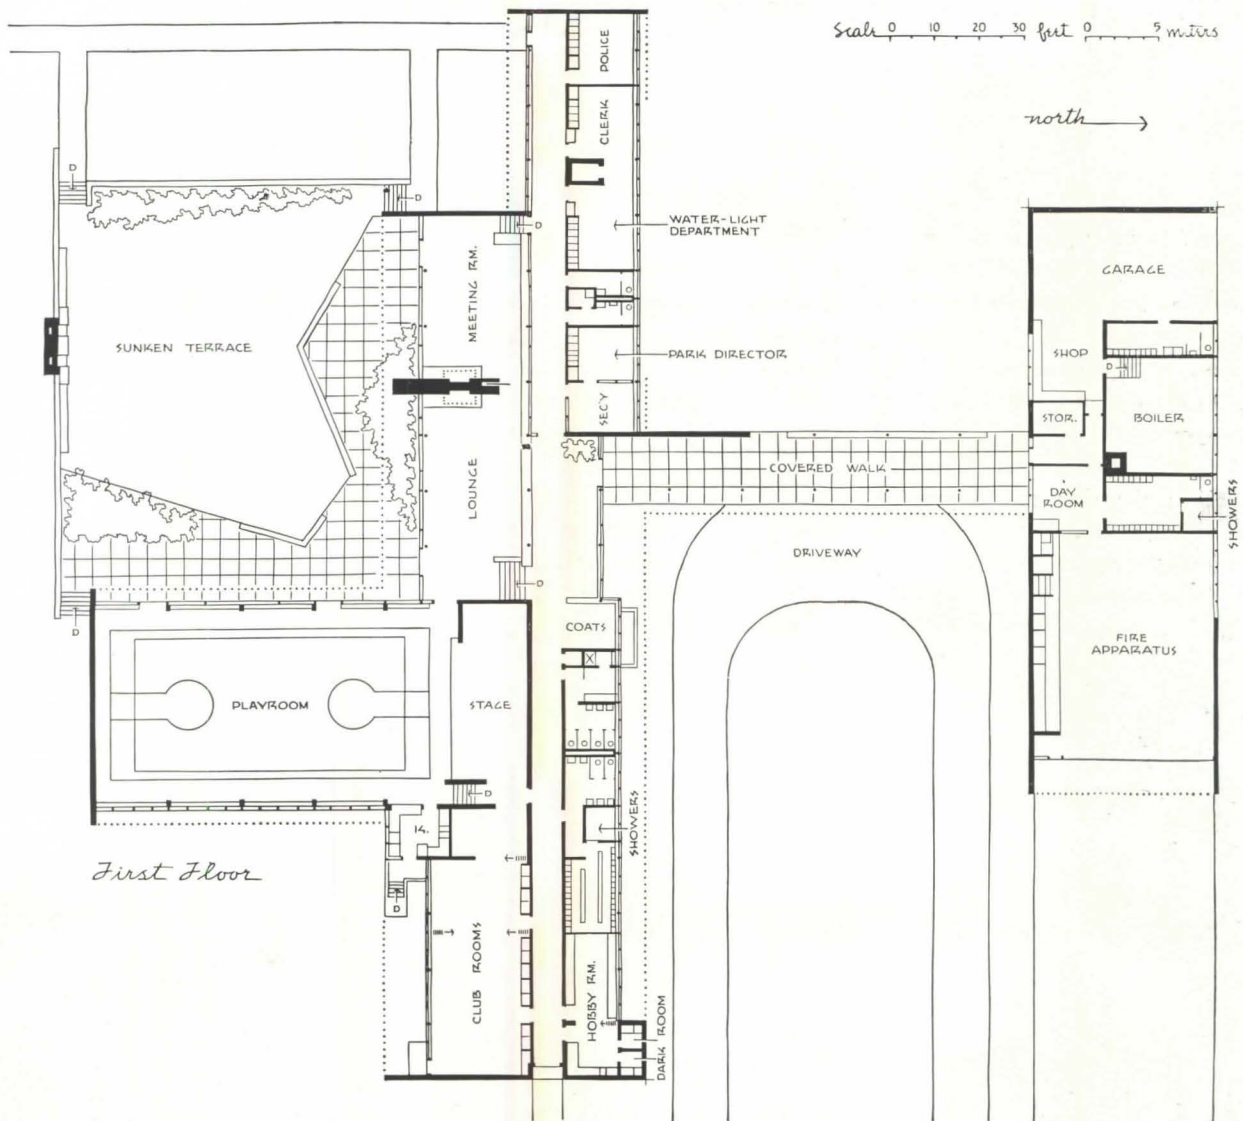 Scale 0 10 20 30 feet 0 5 meters
north
POLICE
CLERK
WATER-LIGHT
DEPARTMENT
D
D
D
MEETING RM.
GARAGE
SUNKEN TERRACE
PARK DIRECTOR
SHOP
D
SEC'Y
STOR.
BOILER
LOUNGE
COVERED WALK
DAY
ROOM
SHOWERS
DRIVEWAY
D
D
COATS
FIRE
APPARATUS
PLAYROOM
STAGE
D
14.
SHOWERS
First Floor
D
CLUB ROOMS
HOBBY RM.
DARK ROOM